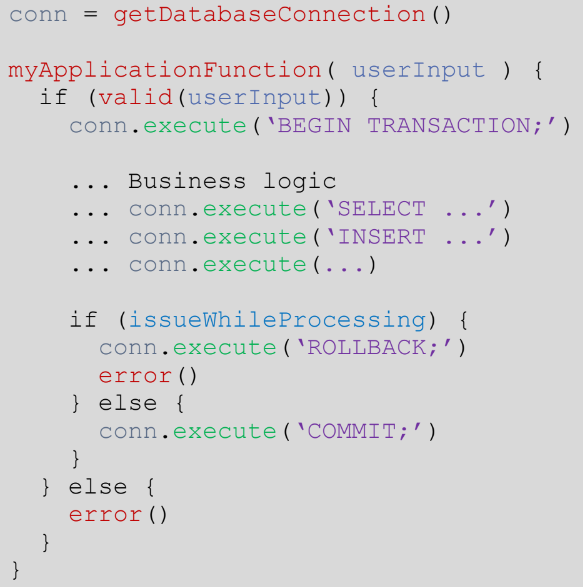 conn = getDatabaseConnection()
myApplicationFunction( userInput ) {
if (valid(userInput)) {
conn.execute(‘BEGIN TRANSACTION;’)
... Business logic
... conn.execute(‘SELECT ...’)
... conn.execute(‘INSERT ...’)
... conn.execute(...)
if (issueWhileProcessing) {
conn.execute(‘ROLLBACK;’)
error()
} else {
conn.execute(‘COMMIT;’)
}
} else {
error()
}
}